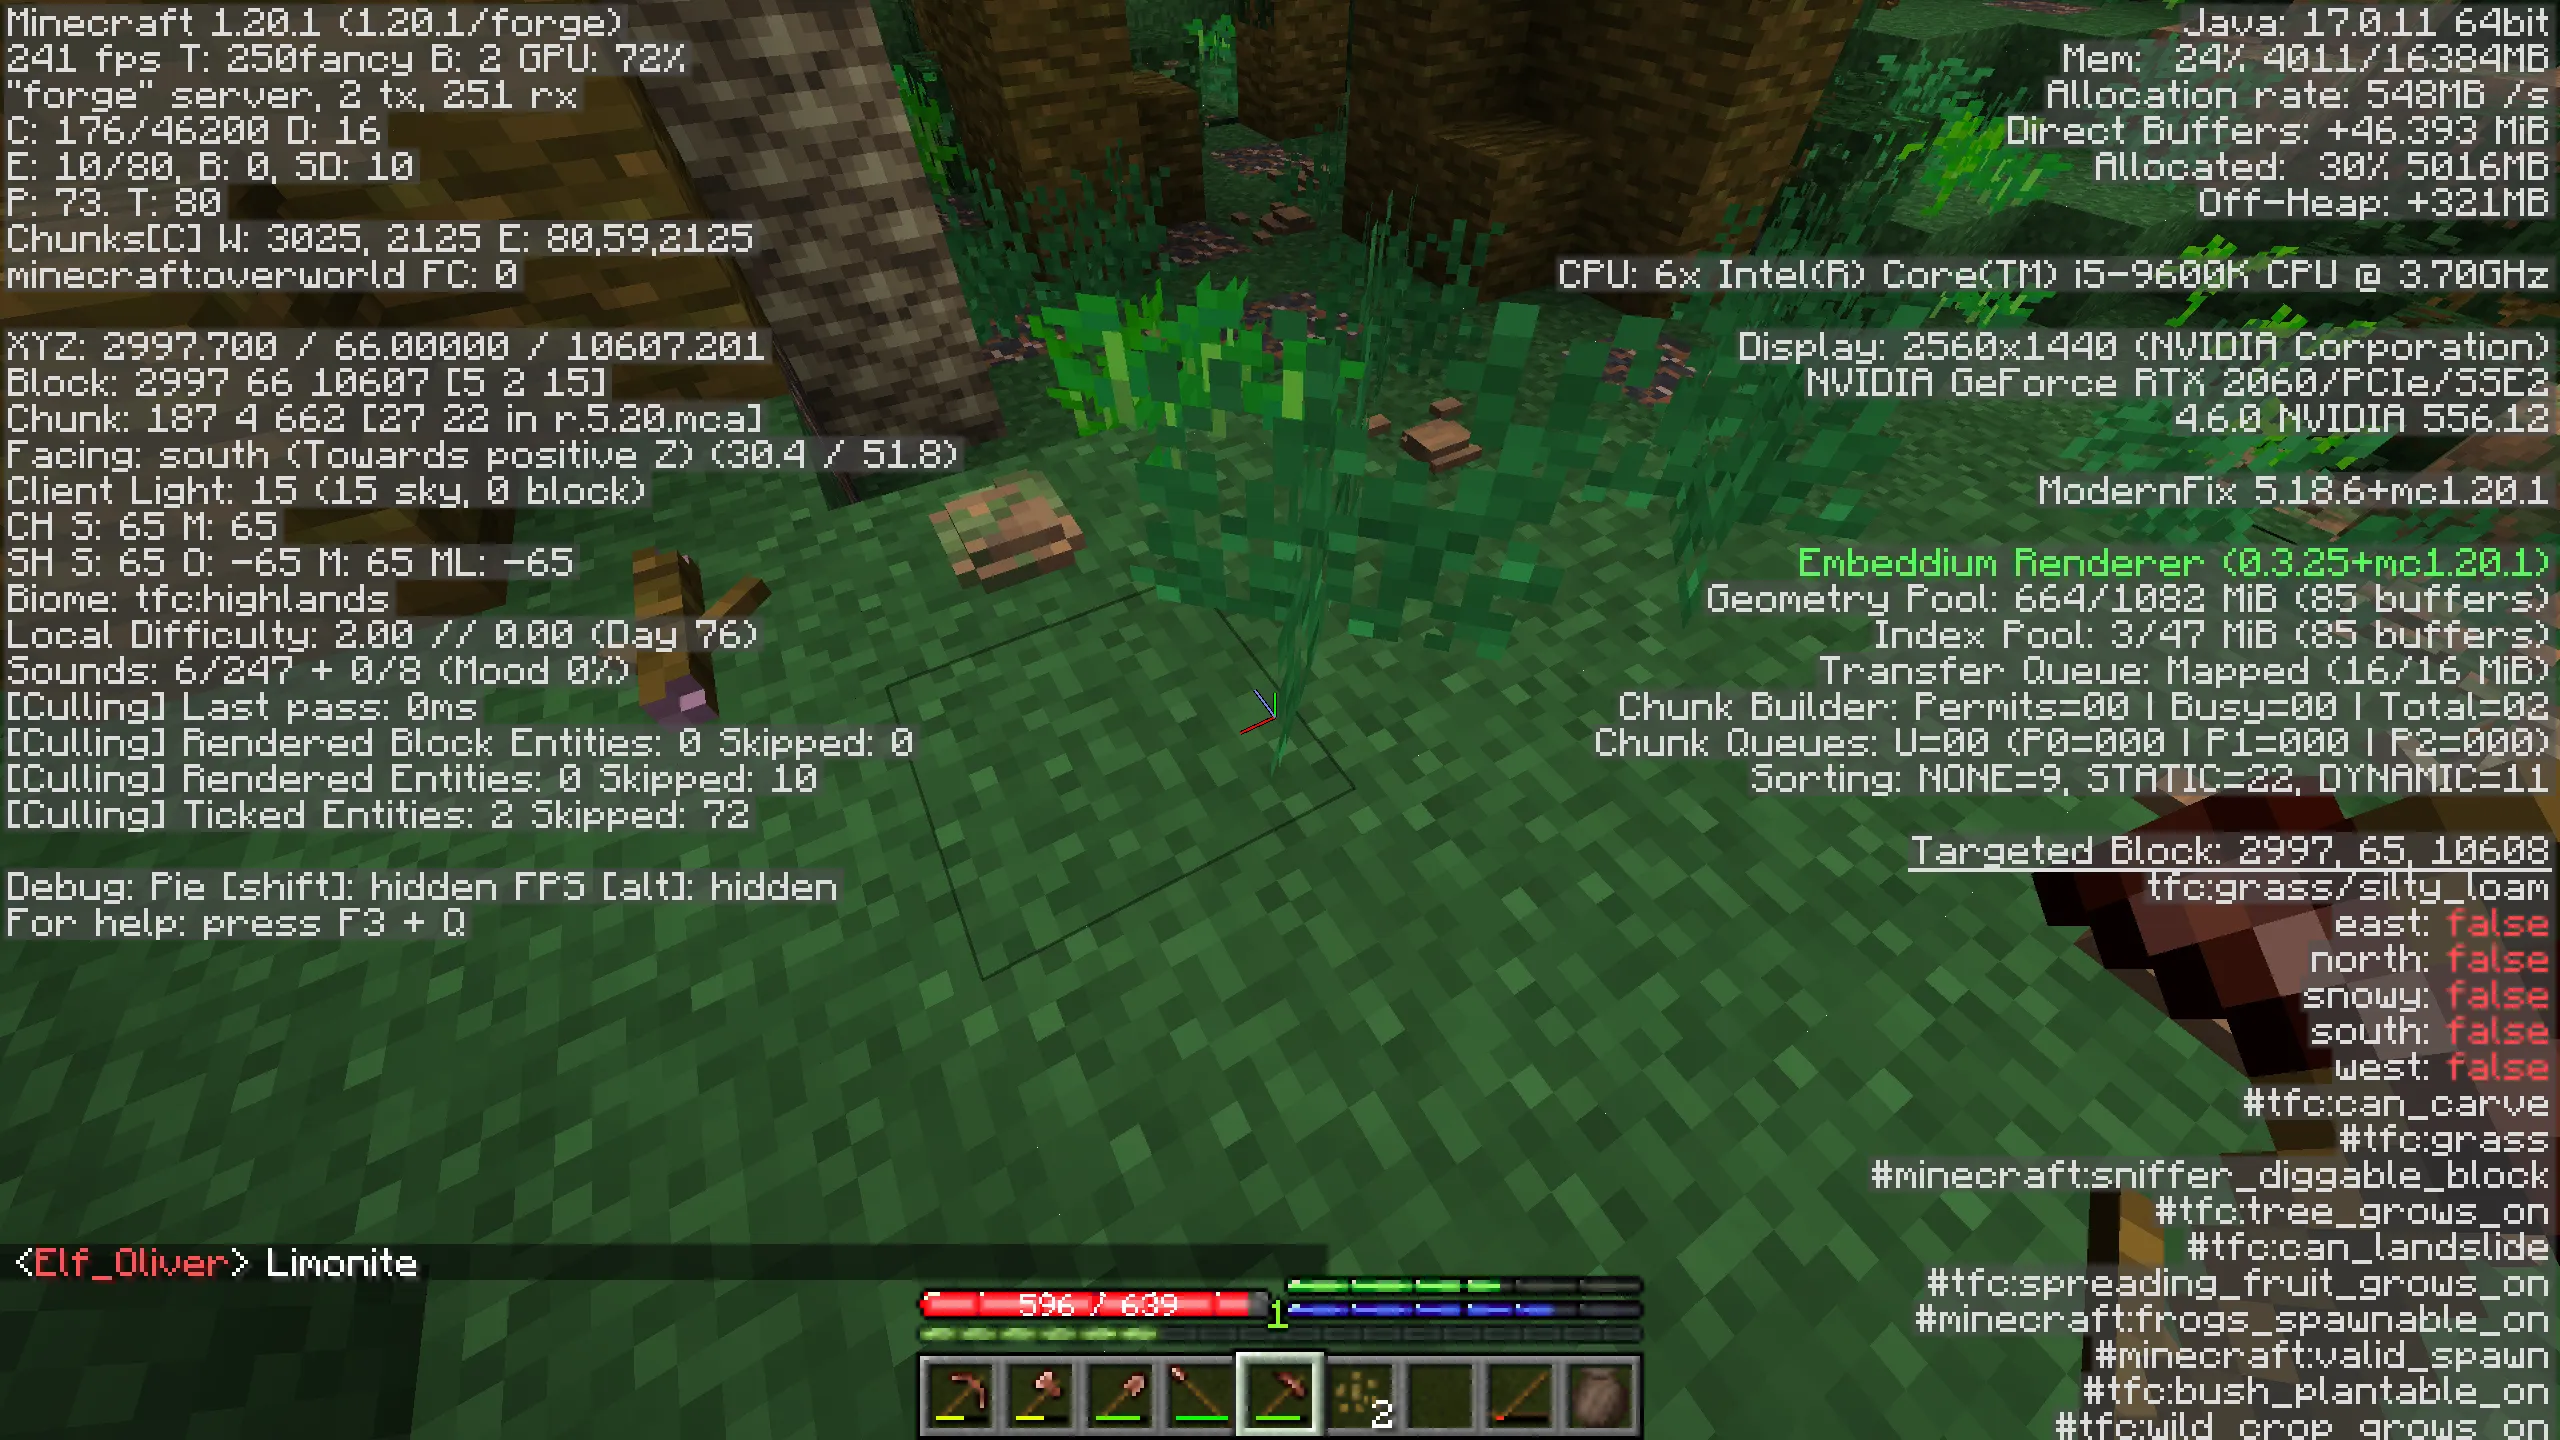 Minecraft 1.20.1 (1.20.1/forge)
241 fps T: 250fancy B: 2 GPU: 72%
"forge" server, 2 tx, 251 rx
C: 176/46200 D: 16
E: 10/80, B: 0, SD: 10
P: 73. T: 80
Chunks[C] W: 3025, 2125 E: 80,59,2125
minecraft:overworld FC: 0
XYZ: 2997.700 / 66.00000 / 10607.201
Block: 2997 66 10607 [5 2 15]
Chunk: 187 4 662 [27 22 in r.5.20.mca]
Facing: south (Towards positive Z) (30.4 / 51.8)
Client Light: 15 (15 sky, 0 block)
CH S: 65 M: 65
SH S: 65 O: -65 M: 65 ML: -65
Biome: tfc:highlands
Local Difficulty: 2.00 // 0.00 (Day 76)
Sounds: 6/247 + 0/8 (Mood 0%)
[Culling] Last pass: 0ms
[Culling] Rendered Block Entities: 0 Skipped: 0
[Culling] Rendered Entities: 0 Skipped: 10
[Culling] Ticked Entities: 2 Skipped: 72
Debug: Pie [shift]: hidden FPS [alt]: hidden
For help: press F3 + Q
Java: 17.0.11 64bit
Mem: 24% 4011/16384MB
Allocation rate: 548MB /s
Direct Buffers: +46.393 MiB
Allocated: 30% 5016MB
Off-Heap: +321MB
CPU: 6x Intel(R) Core(TM) i5-9600K CPU @ 3.70GHz
Display: 2560x1440 (NVIDIA Corporation)
NVIDIA GeForce RTX 2060/PCIe/SSE2
4.6.0 NVIDIA 556.12
ModernFix 5.18.6+mc1.20.1
Embeddium Renderer (0.3.25+mc1.20.1)
Geometry Pool: 664/1082 MiB (85 buffers)
Index Pool: 3/47 MiB (85 buffers)
Transfer Queue: Mapped (16/16 MiB)
Chunk Builder: Permits=00 | Busy=00 | Total=02
Chunk Queues: U=00 (P0=000 | P1=000 | P2=000)
Sorting: NONE=9, STATIC=22, DYNAMIC=11
Targeted Block: 2997, 65, 10608
tfc:grass/silty_loam
east: false
north: false
snowy: false
south: false
west: false
#tfc:can_carve
#tfc:grass
#minecraft:sniffer_diggable_block
#tfc:tree_grows_on
#tfc:can_landslide
#tfc:spreading_fruit_grows_on
#minecraft:frogs_spawnable_on
#minecraft:valid_spawn
#tfc:bush_plantable_on
#tfc:wild_crop_grows_on
<Elf_Oliver> Limonite
596 / 639
1
2